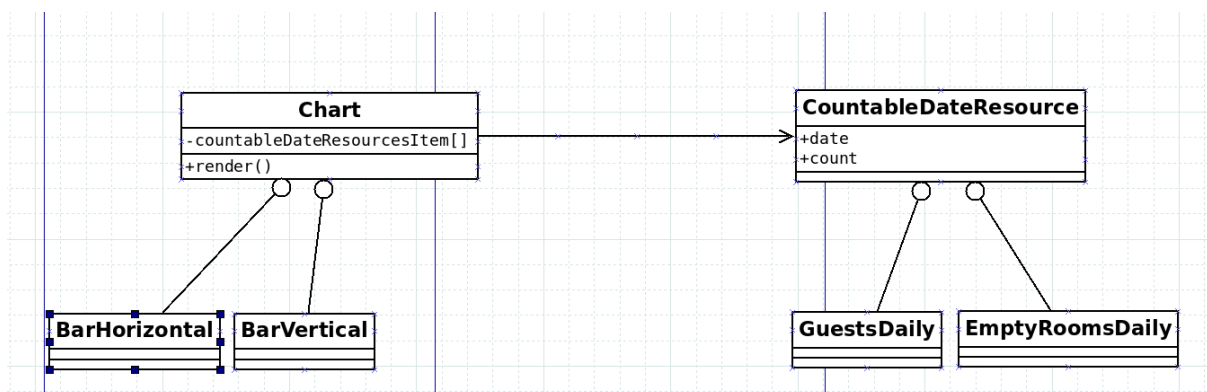 Chart
-countableDateResourcesItem[]
+render()
CountableDateResource
+date
+count
BarHorizontal
BarVertical
GuestsDaily
EmptyRoomsDaily